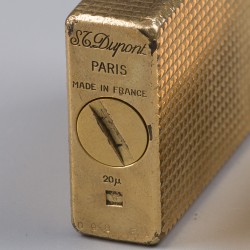 S.T. Dupont
PARIS
MADE IN FRANCE
20µ